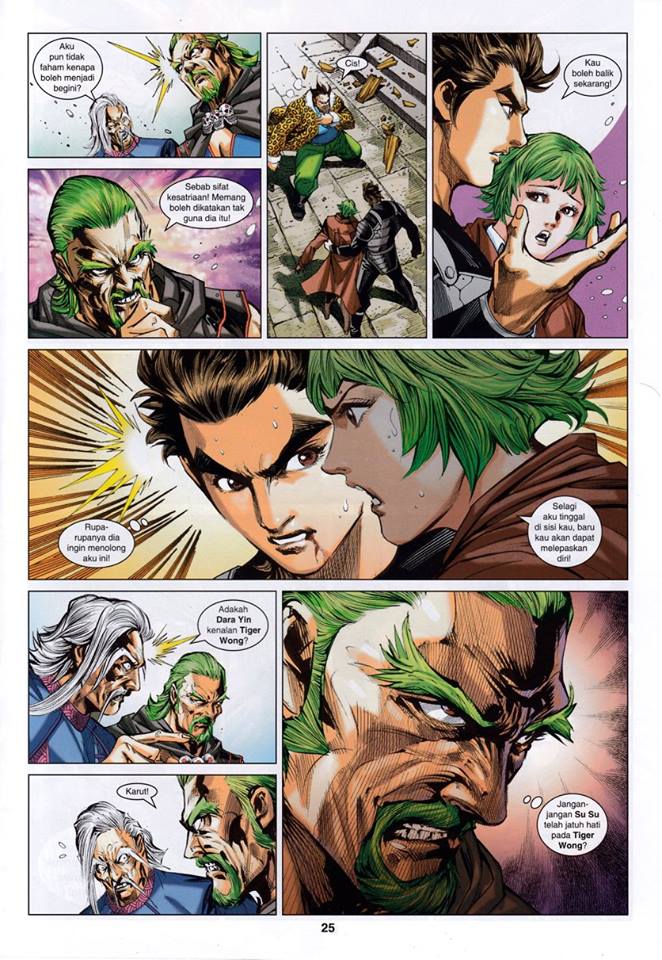 Aku
pun tidak
faham kenapa
boleh menjadi
begini?
Sebab sifat
kesatriaan! Memang
boleh dikatakan tak
guna dia itu!
Cis!
Kau
boleh balik
sekarang!
Rupa-
rupanya dia
ingin menolong
aku ini!
Selagi
aku tinggal
di sisi kau, baru
kau akan dapat
melepaskan
diri!
Adakah
Dara Yin
kenalan Tiger
Wong?
Karut!
Jangan-
jangan Su Su
telah jatuh hati
pada Tiger
Wong?
25